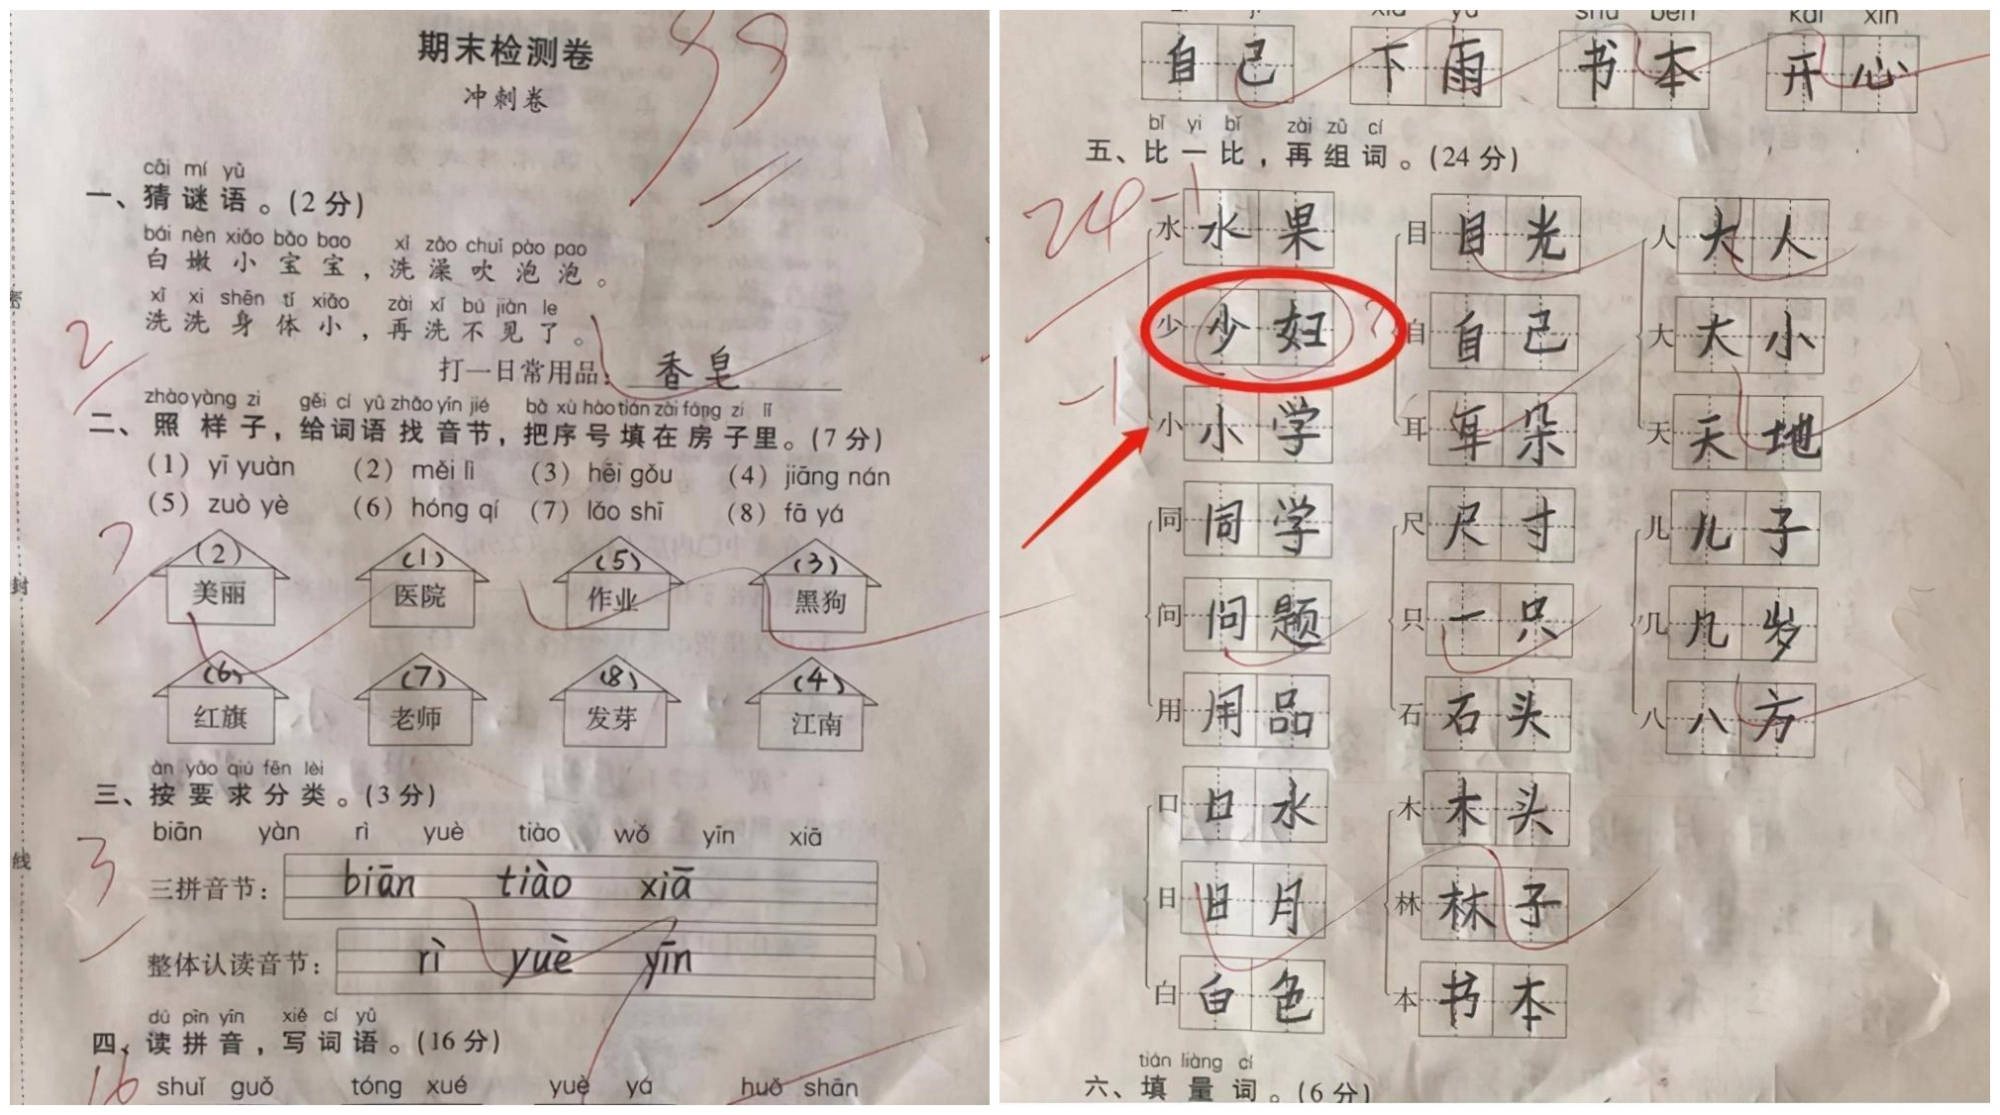 期末检测卷
99
冲刺卷
cāi mí yǔ
一、猜谜语。(2分)
bái nèn xiǎo bǎo bao xǐ zǎo chuī pào pao
白嫩小宝宝，洗澡吹泡泡。
xǐ xi shēn tǐ xiǎo zài xǐ bú jiàn le
洗洗身体小，再洗不见了。
2
打一日常用品：香皂
zhào yàng zi gěi cí yǔ zhǎo yīn jié bǎ xù hào tián zài fáng zi lǐ
二、照样子，给词语找音节，把序号填在房子里。(7分)
(1) yī yuàn (2) měi lì (3) hēi gǒu (4) jiāng nán
(5) zuò yè (6) hóng qí (7) lǎo shī (8) fā yá
7
(2) (1) (5) (3)
美丽 医院 作业 黑狗
(6) (7) (8) (4)
红旗 老师 发芽 江南
àn yāo qiú fēn lèi
三、按要求分类。(3分)
biān yàn rì yuè tiào wǒ yīn xiā
3
三拼音节： biān tiào xiā
整体认读音节： rì yuè yīn
dú pīn yīn xiě cí yǔ
四、读拼音，写词语。(16分)
16
shuǐ guǒ tóng xué yuè yá huǒ shān
密
封
线
自己 下雨 书本 开心
bǐ yi bǐ zài zǔ cí
五、比一比，再组词。(24分)
24-1
水 水果 目 目光 人 大人
少 少妇 ? 自 自己 大 大小
-1
小 小学 耳 耳朵 天 天地
同 同学 尺 尺寸 儿 儿子
问 问题 只 一只 几 几岁
用 用品 石 石头 八 八方
口 口水 木 木头
日 日月 林 林子
白 白色 本 书本
tián liàng cí
六、填量词。(6分)